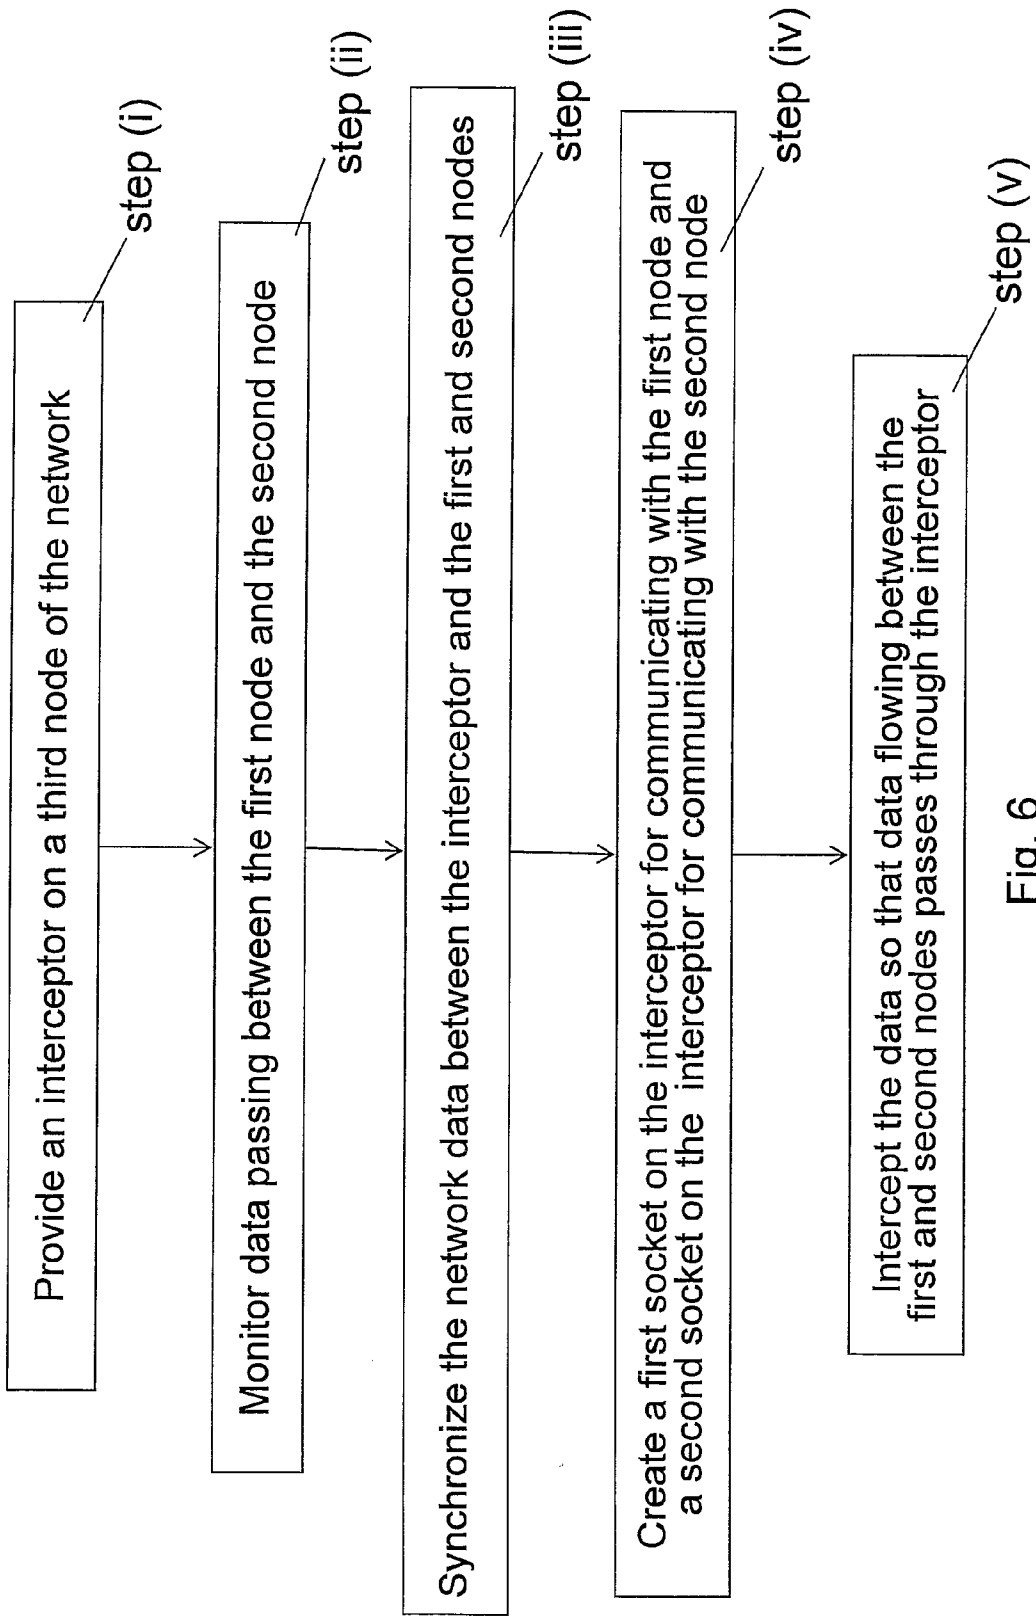 Provide an interceptor on a third node of the network
step (i)
Monitor data passing between the first node and the second node
step (ii)
Synchronize the network data between the interceptor and the first and second nodes
step (iii)
Create a first socket on the interceptor for communicating with the first node and
a second socket on the interceptor for communicating with the second node
step (iv)
Intercept the data so that data flowing between the
first and second nodes passes through the interceptor
step (v)
Fig. 6